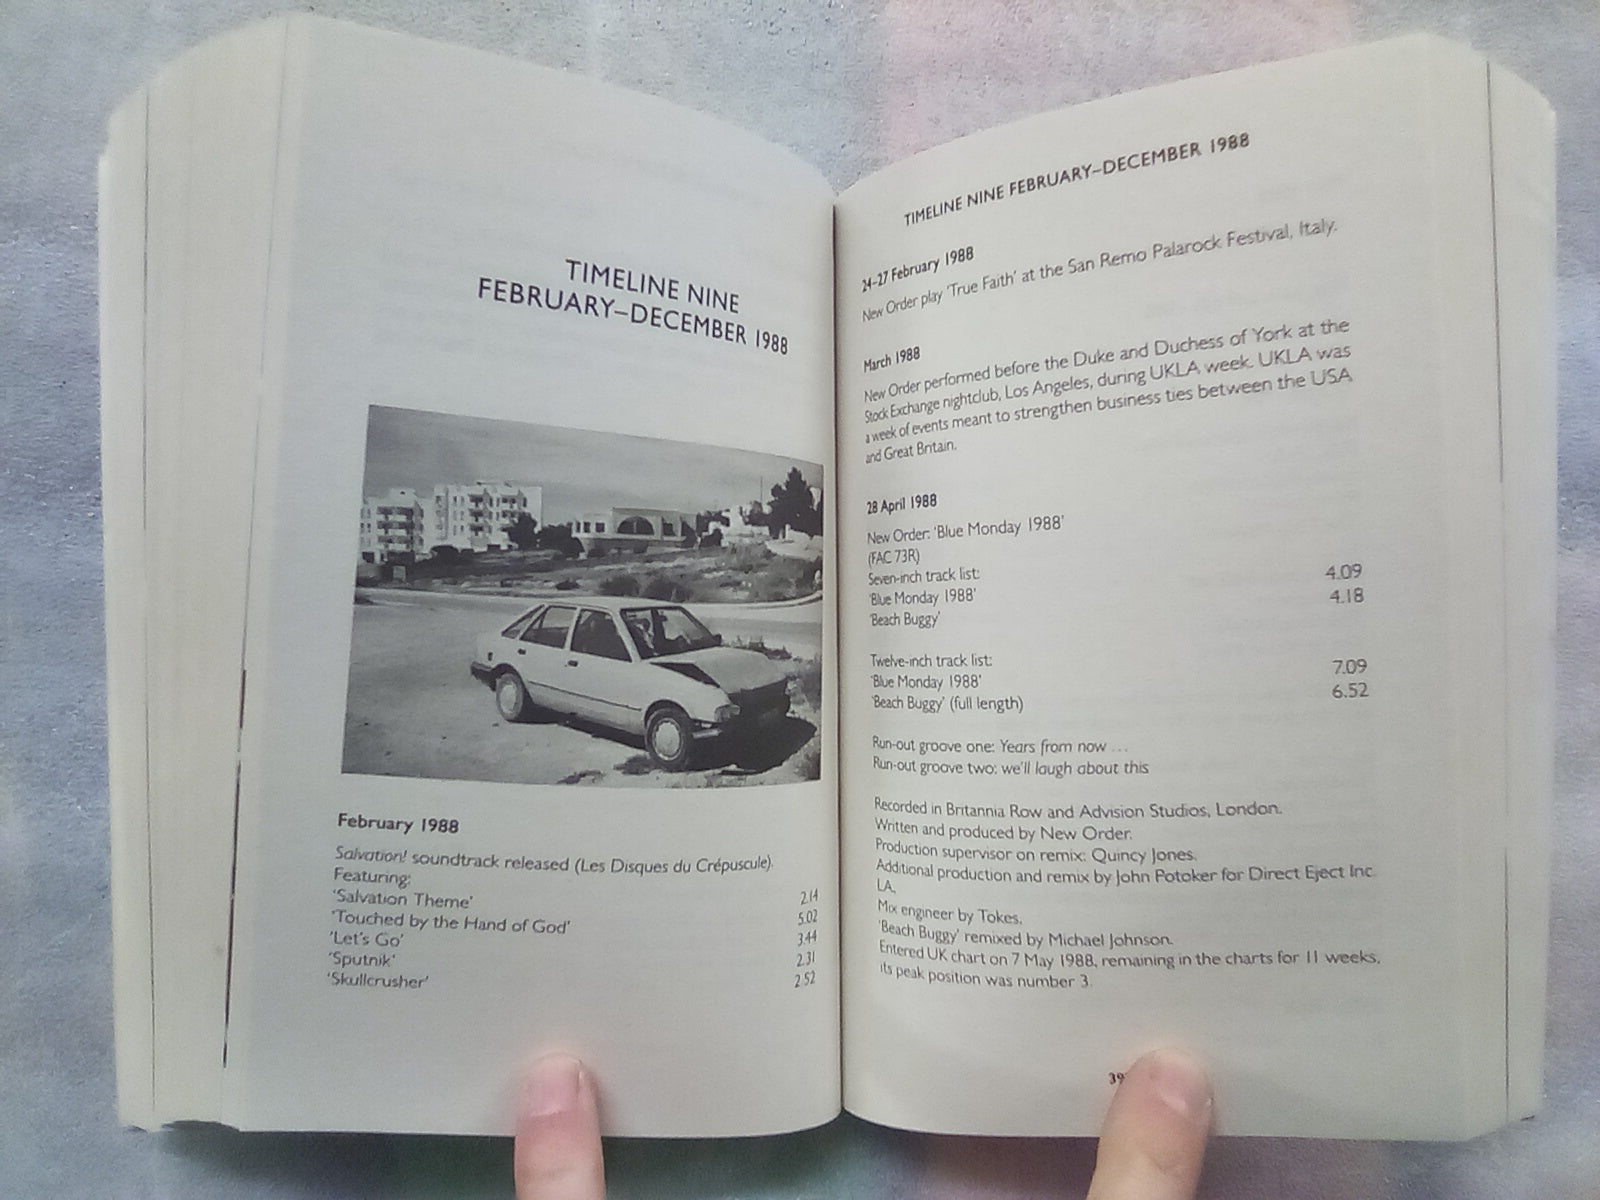 TIMELINE NINE
FEBRUARY–DECEMBER 1988
February 1988
Salvation! soundtrack released (Les Disques du Crépuscule).
Featuring:
'Salvation Theme' 2.14
'Touched by the Hand of God' 5.02
'Let's Go' 3.44
'Sputnik' 2.31
'Skullcrusher' 2.52
TIMELINE NINE FEBRUARY–DECEMBER 1988
24–27 February 1988
New Order play 'True Faith' at the San Remo Palarock Festival, Italy.
March 1988
New Order performed before the Duke and Duchess of York at the
Stock Exchange nightclub, Los Angeles, during UKLA week. UKLA was
a week of events meant to strengthen business ties between the USA
and Great Britain.
28 April 1988
New Order: 'Blue Monday 1988'
(FAC 73R)
Seven-inch track list: 4.09
'Blue Monday 1988' 4.18
'Beach Buggy'
Twelve-inch track list: 7.09
'Blue Monday 1988' 6.52
'Beach Buggy' (full length)
Run-out groove one: Years from now ...
Run-out groove two: we'll laugh about this
Recorded in Britannia Row and Advision Studios, London.
Written and produced by New Order.
Production supervisor on remix: Quincy Jones.
Additional production and remix by John Potoker for Direct Eject Inc.
LA.
Mix engineer by Tokes.
'Beach Buggy' remixed by Michael Johnson.
Entered UK chart on 7 May 1988, remaining in the charts for 11 weeks,
its peak position was number 3.